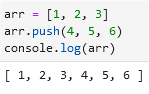 arr = [1, 2, 3]
arr.push(4, 5, 6)
console.log(arr)
[ 1, 2, 3, 4, 5, 6 ]